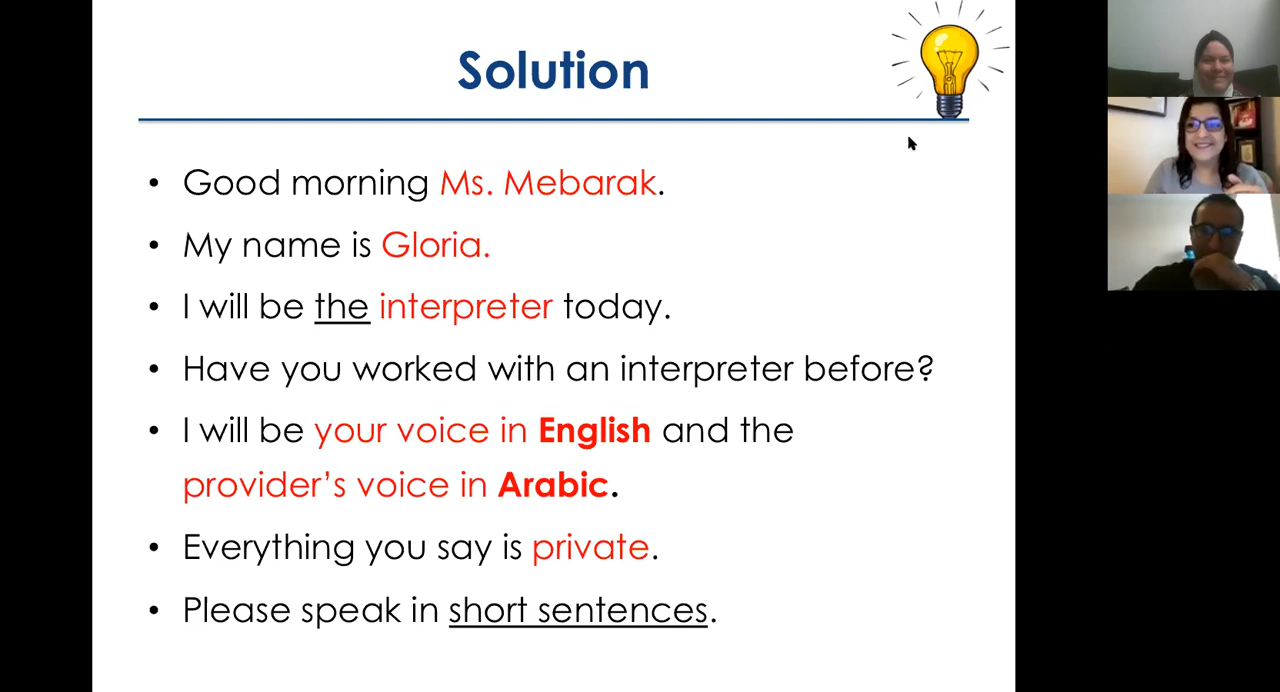 Solution
• Good morning Ms. Mebarak.
• My name is Gloria.
• I will be the interpreter today.
• Have you worked with an interpreter before?
• I will be your voice in English and the
provider’s voice in Arabic.
• Everything you say is private.
• Please speak in short sentences.